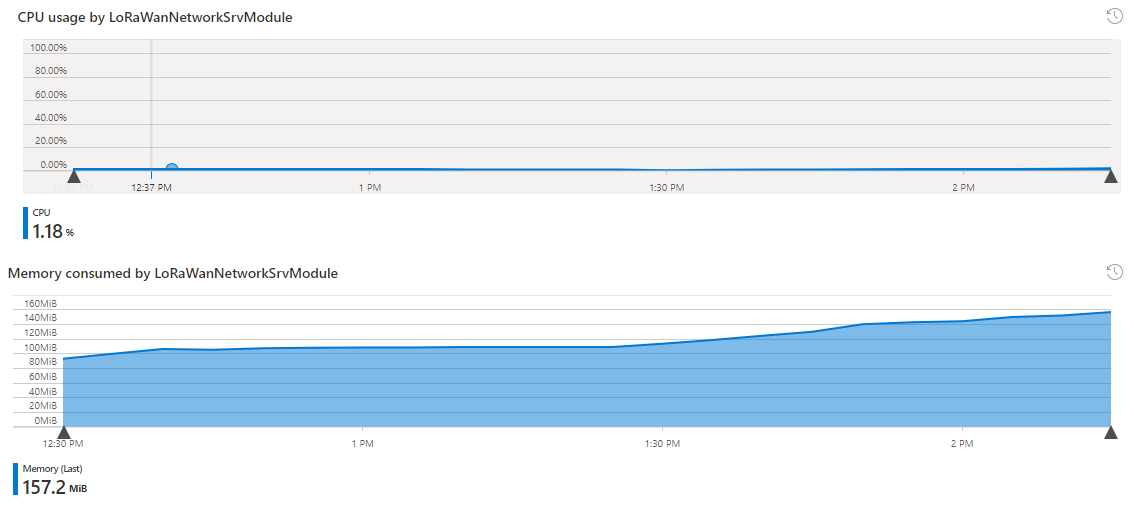 CPU usage by LoRaWanNetworkSrvModule
100.00%
80.00%
60.00%
40.00%
20.00%
0.00%
12:37 PM
1 PM
1:30 PM
2 PM
CPU
1.18 %
Memory consumed by LoRaWanNetworkSrvModule
160MiB
140MiB
120MiB
100MiB
80MiB
60MiB
40MiB
20MiB
0MiB
12:30 PM
1 PM
1:30 PM
2 PM
Memory (Last)
157.2 MiB